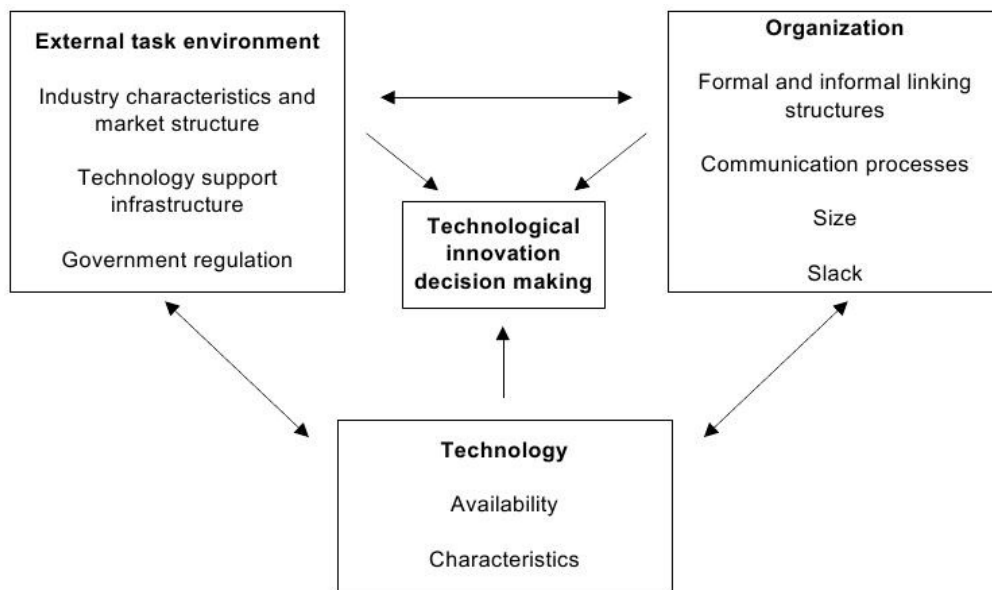 External task environment
Industry characteristics and
market structure
Technology support
infrastructure
Government regulation
Organization
Formal and informal linking
structures
Communication processes
Size
Slack
Technological
innovation
decision making
Technology
Availability
Characteristics